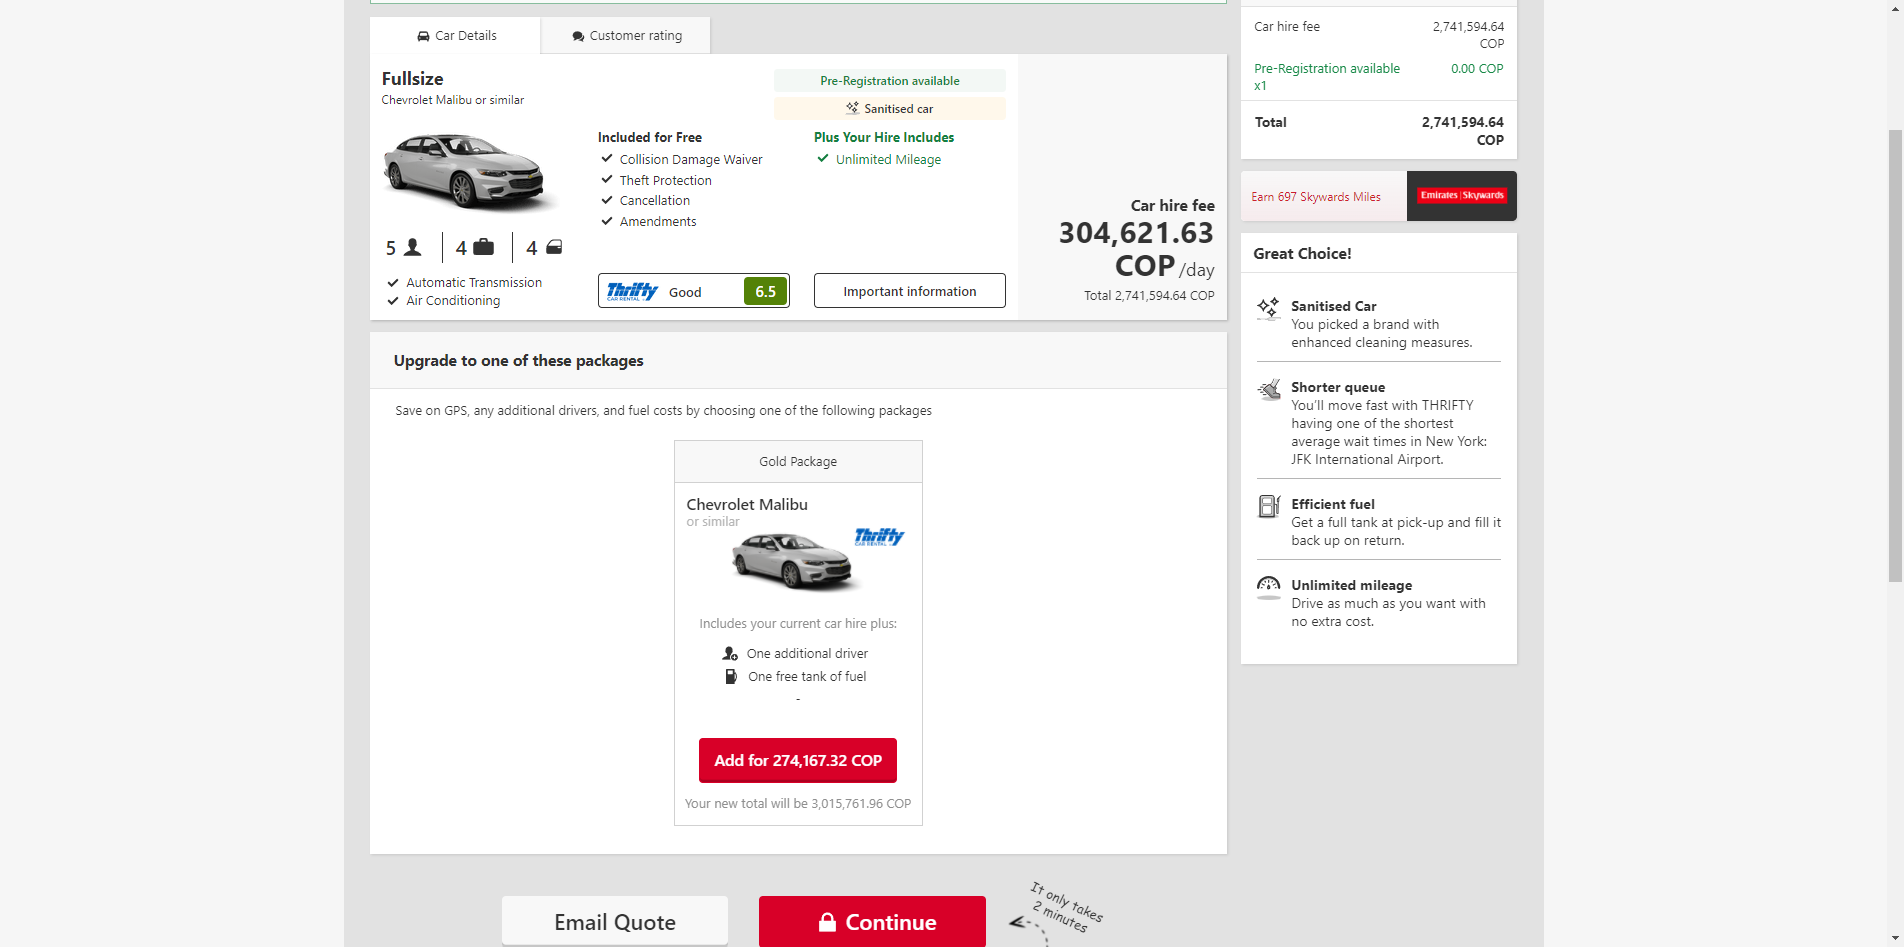 Car Details
Customer rating
Fullsize
Chevrolet Malibu or similar
5
4
4
Automatic Transmission
Air Conditioning
Included for Free
Collision Damage Waiver
Theft Protection
Cancellation
Amendments
Thrifty
CAR RENTAL
Good
6.5
Pre-Registration available
Sanitised car
Plus Your Hire Includes
Unlimited Mileage
Important information
Car hire fee
304,621.63
COP /day
Total 2,741,594.64 COP
Upgrade to one of these packages
Save on GPS, any additional drivers, and fuel costs by choosing one of the following packages
Gold Package
Chevrolet Malibu
or similar
Thrifty
CAR RENTAL
Includes your current car hire plus:
One additional driver
One free tank of fuel
-
Add for 274,167.32 COP
Your new total will be 3,015,761.96 COP
Email Quote
Continue
It only takes
2 minutes
Car hire fee
2,741,594.64
COP
Pre-Registration available
x1
0.00 COP
Total
2,741,594.64
COP
Earn 697 Skywards Miles
Emirates | Skywards
Great Choice!
Sanitised Car
You picked a brand with
enhanced cleaning measures.
Shorter queue
You'll move fast with THRIFTY
having one of the shortest
average wait times in New York:
JFK International Airport.
Efficient fuel
Get a full tank at pick-up and fill it
back up on return.
Unlimited mileage
Drive as much as you want with
no extra cost.